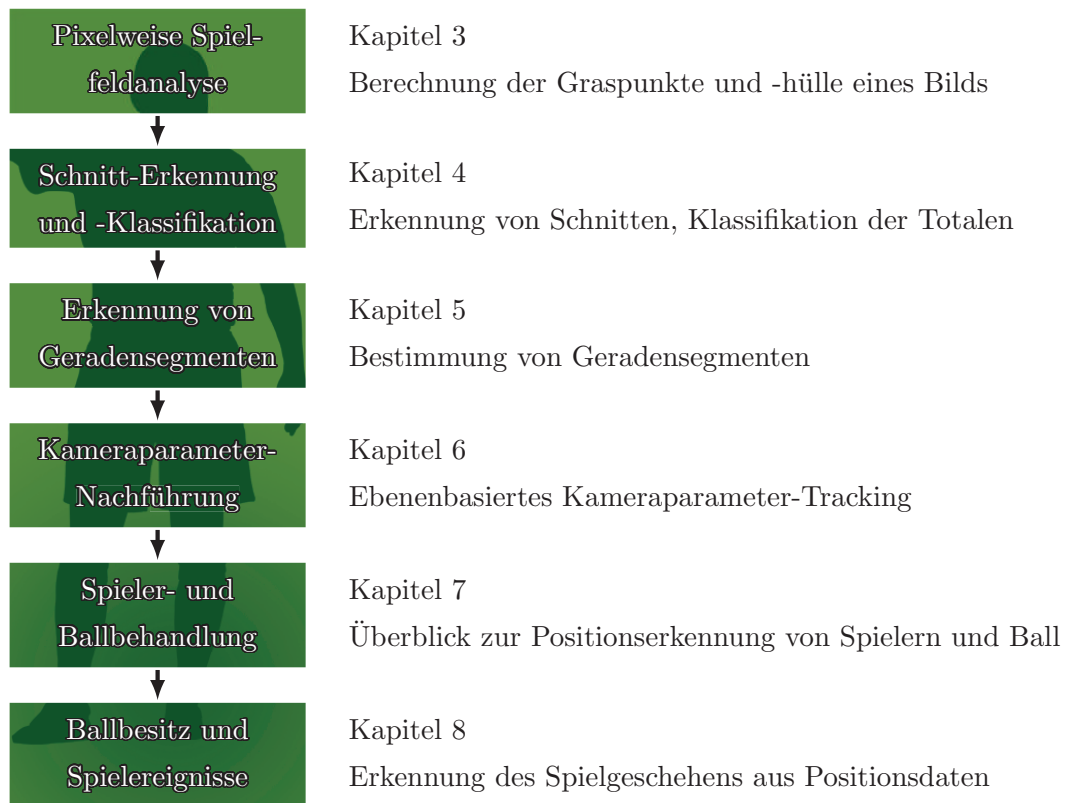 Pixelweise Spiel-
feldanalyse
Kapitel 3
Berechnung der Graspunkte und -hülle eines Bilds
Schnitt-Erkennung
und -Klassifikation
Kapitel 4
Erkennung von Schnitten, Klassifikation der Totalen
Erkennung von
Geradensegmenten
Kapitel 5
Bestimmung von Geradensegmenten
Kameraparameter-
Nachführung
Kapitel 6
Ebenenbasiertes Kameraparameter-Tracking
Spieler- und
Ballbehandlung
Kapitel 7
Überblick zur Positionserkennung von Spielern und Ball
Ballbesitz und
Spielereignisse
Kapitel 8
Erkennung des Spielgeschehens aus Positionsdaten